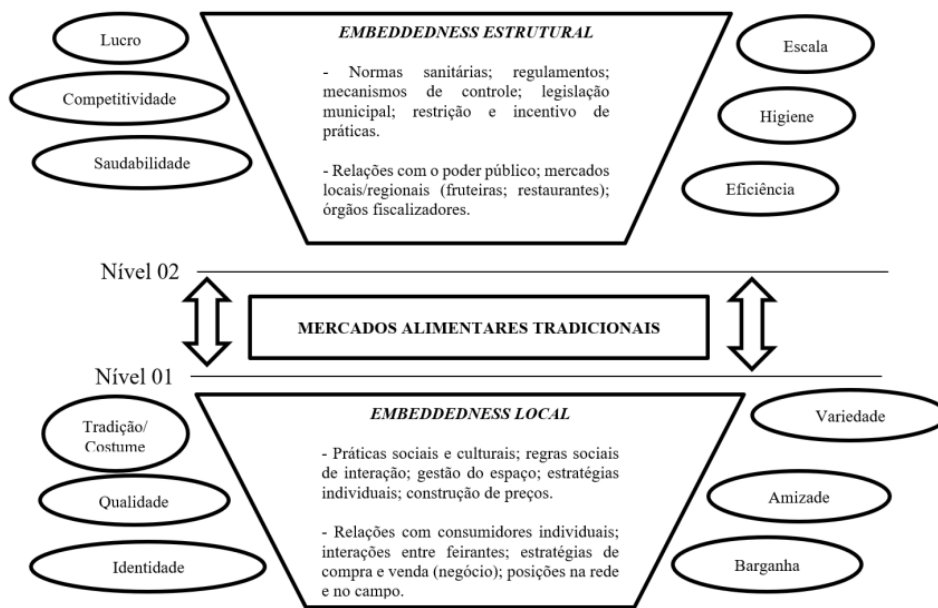 Lucro
Competitividade
Saudabilidade
EMBEDDEDNESS ESTRUTURAL
- Normas sanitárias; regulamentos;
mecanismos de controle; legislação
municipal; restrição e incentivo de
práticas.
- Relações com o poder público; mercados
locais/regionais (fruteiras; restaurantes);
órgãos fiscalizadores.
Escala
Higiene
Eficiência
Nível 02
MERCADOS ALIMENTARES TRADICIONAIS
Nível 01
Tradição/
Costume
Qualidade
Identidade
EMBEDDEDNESS LOCAL
- Práticas sociais e culturais; regras sociais
de interação; gestão do espaço; estratégias
individuais; construção de preços.
- Relações com consumidores individuais;
interações entre feirantes; estratégias de
compra e venda (negócio); posições na rede
e no campo.
Variedade
Amizade
Barganha